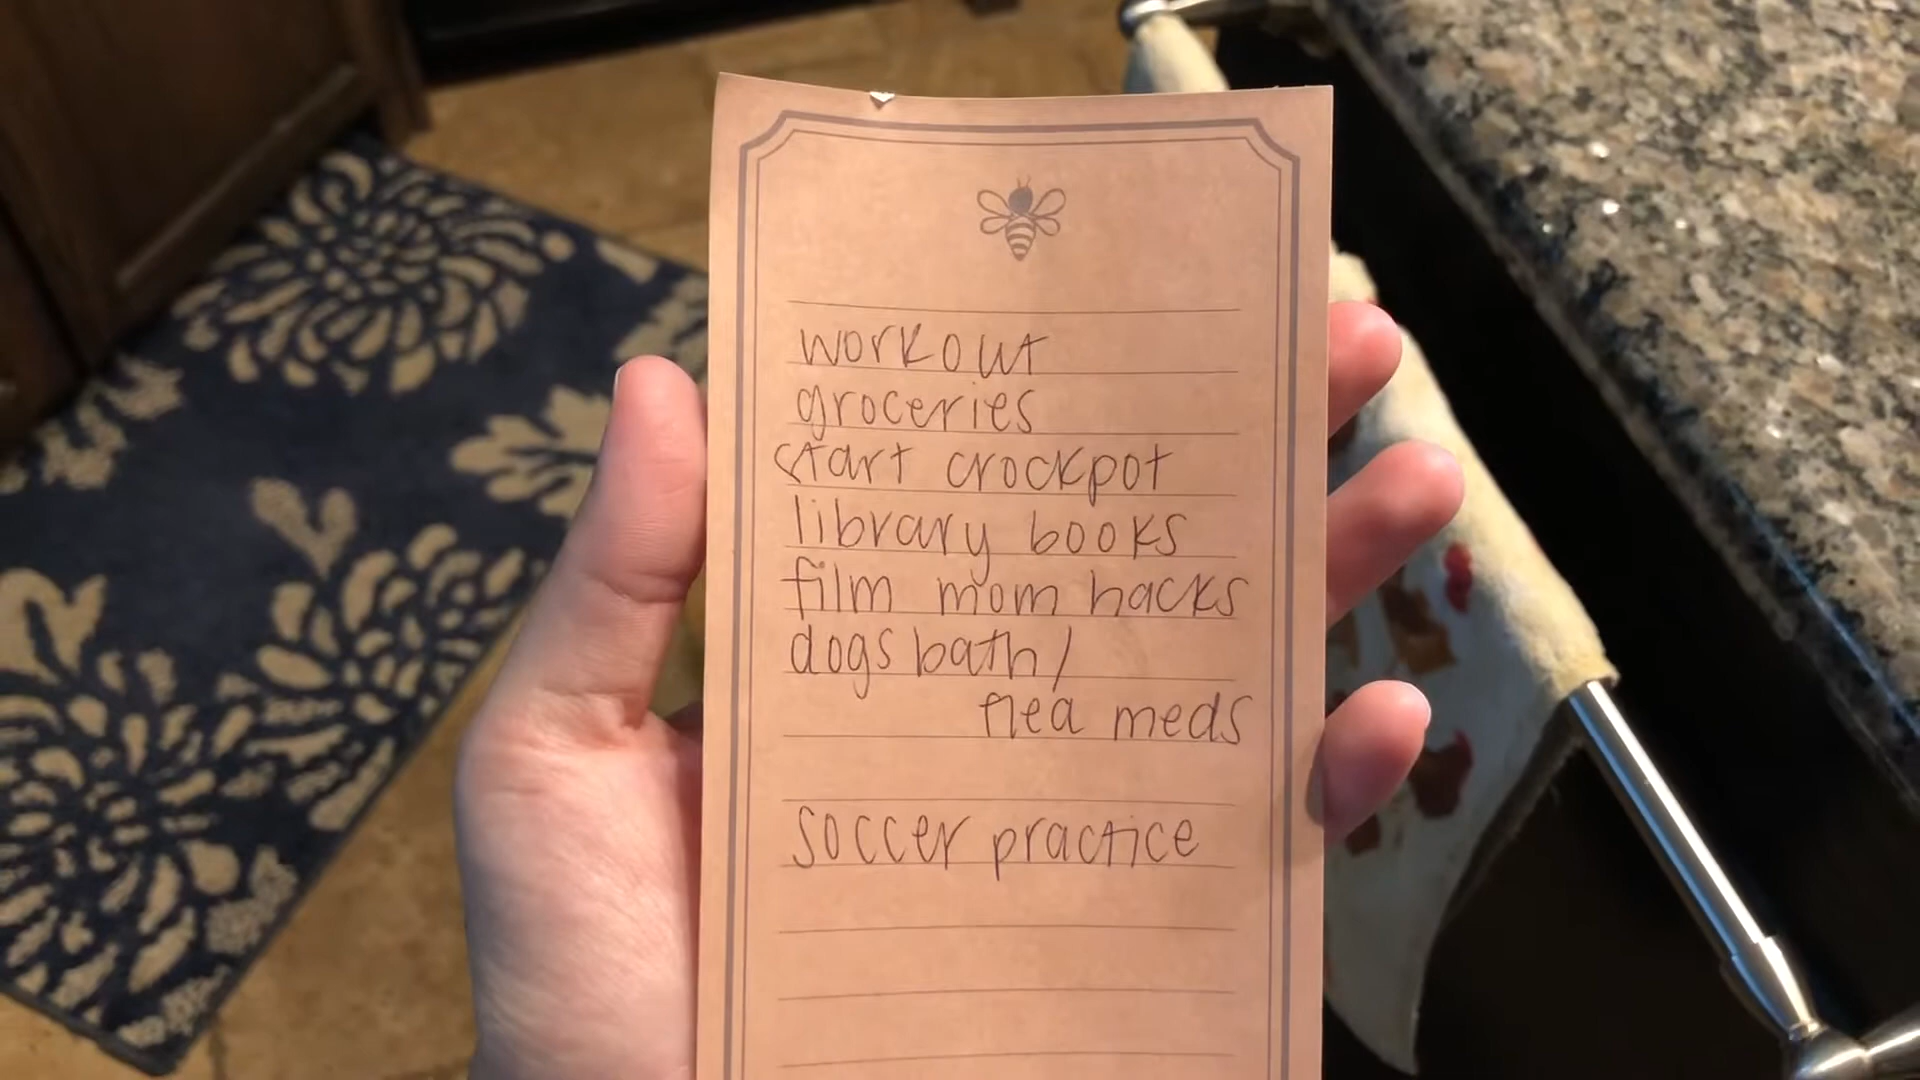 workout
groceries
start crockpot
library books
film mom hacks
dogs bath/
flea meds
soccer practice